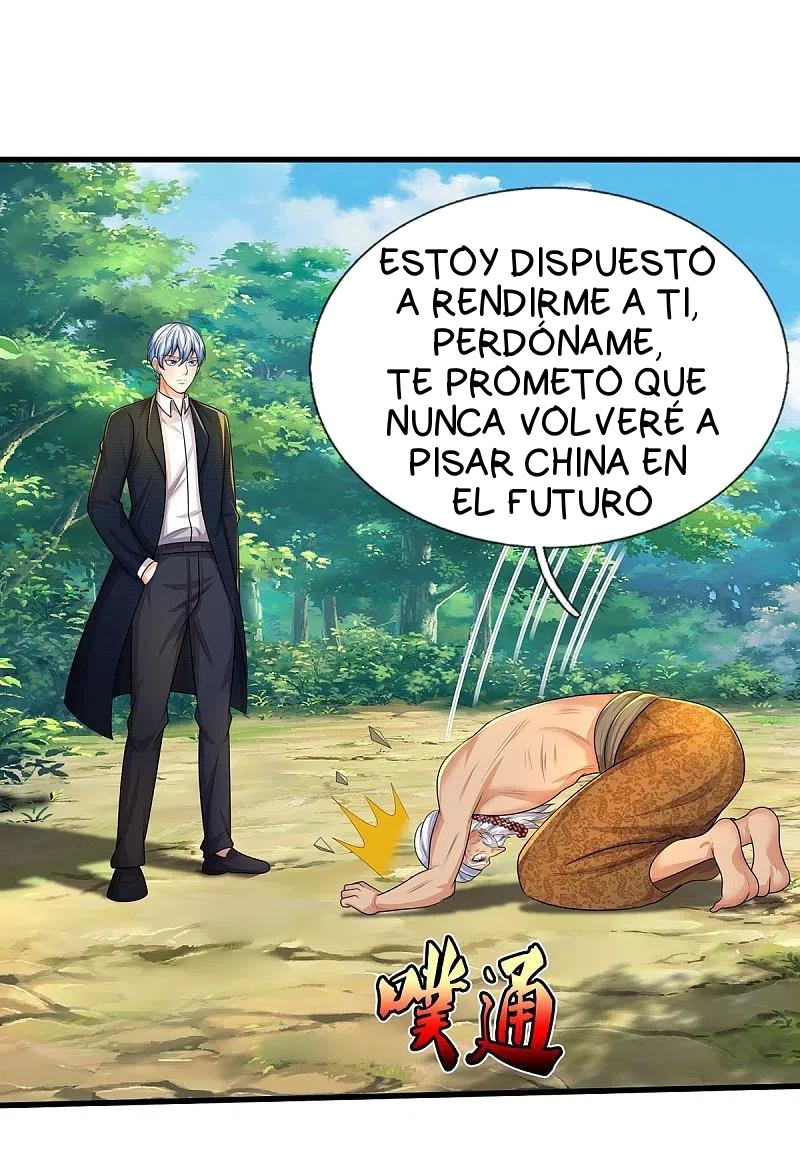 ESTOY DISPUESTO
A RENDIRME A TI,
PERDÓNAME,
TE PROMETO QUE
NUNCA VOLVERÉ A
PISAR CHINA EN
EL FUTURO
噗通